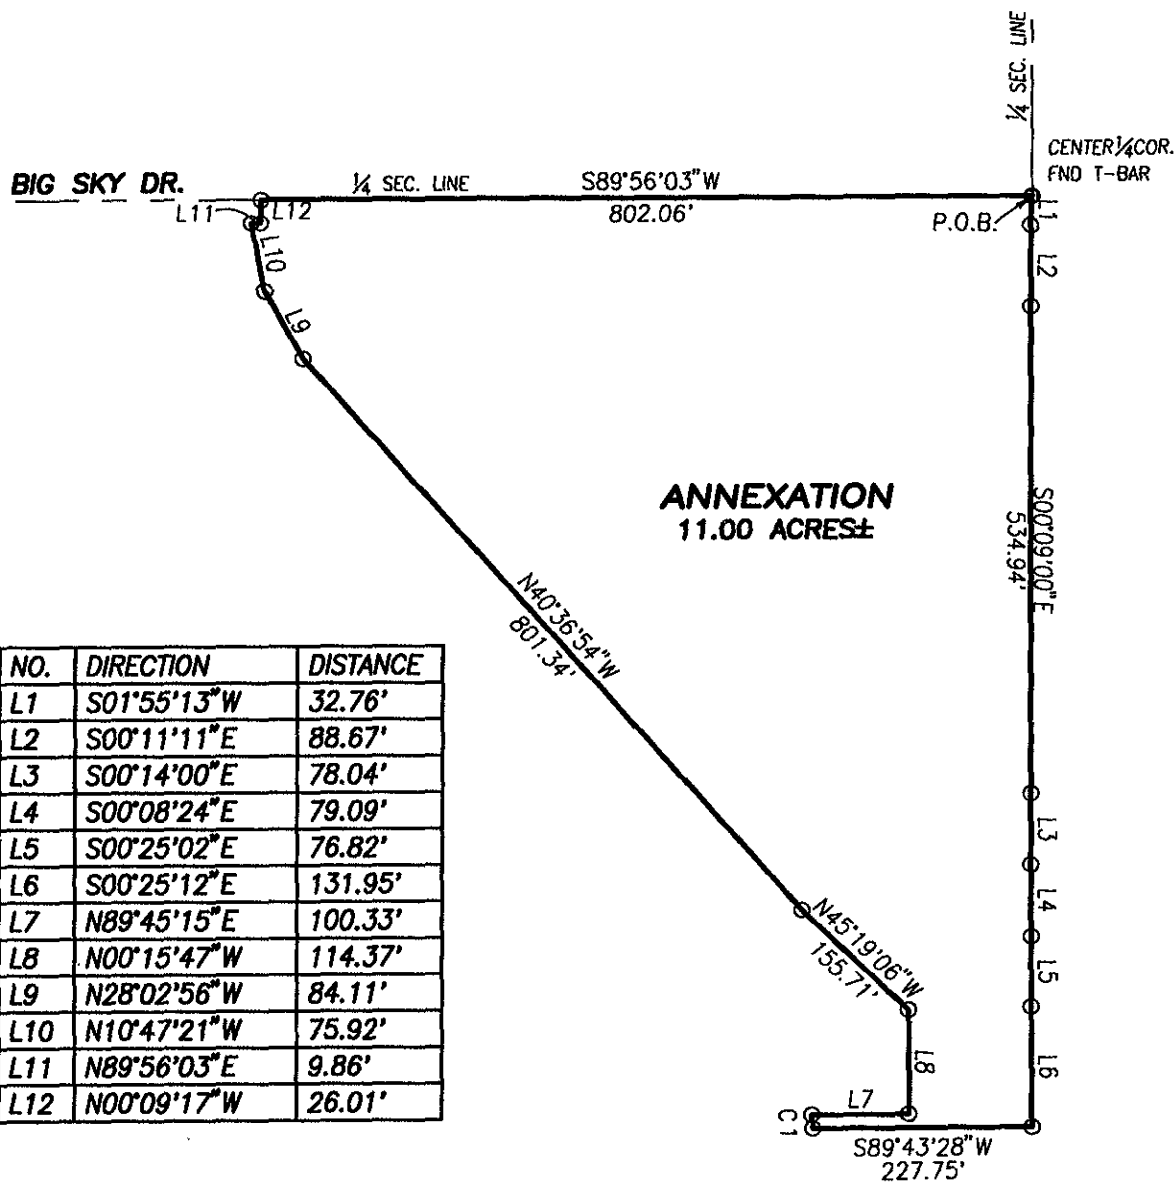 ¼ SEC. LINE
CENTER ¼ COR.
FND T-BAR
BIG SKY DR.
¼ SEC. LINE
S89°56'03"W
802.06'
P.O.B.
L1
L11
L12
L10
L2
L9
ANNEXATION
11.00 ACRES±
S00°09'00"E
534.94'
N40°36'54"W
801.34'
NO. DIRECTION DISTANCE
L1 S01°55'13"W 32.76'
L2 S00°11'11"E 88.67'
L3 S00°14'00"E 78.04'
L4 S00°08'24"E 79.09'
L5 S00°25'02"E 76.82'
L6 S00°25'12"E 131.95'
L7 N89°45'15"E 100.33'
L8 N00°15'47"W 114.37'
L9 N28°02'56"W 84.11'
L10 N10°47'21"W 75.92'
L11 N89°56'03"E 9.86'
L12 N00°09'17"W 26.01'
L3
L4
N45°19'06"W
155.71'
L5
L8
L6
L7
C1
S89°43'28"W
227.75'